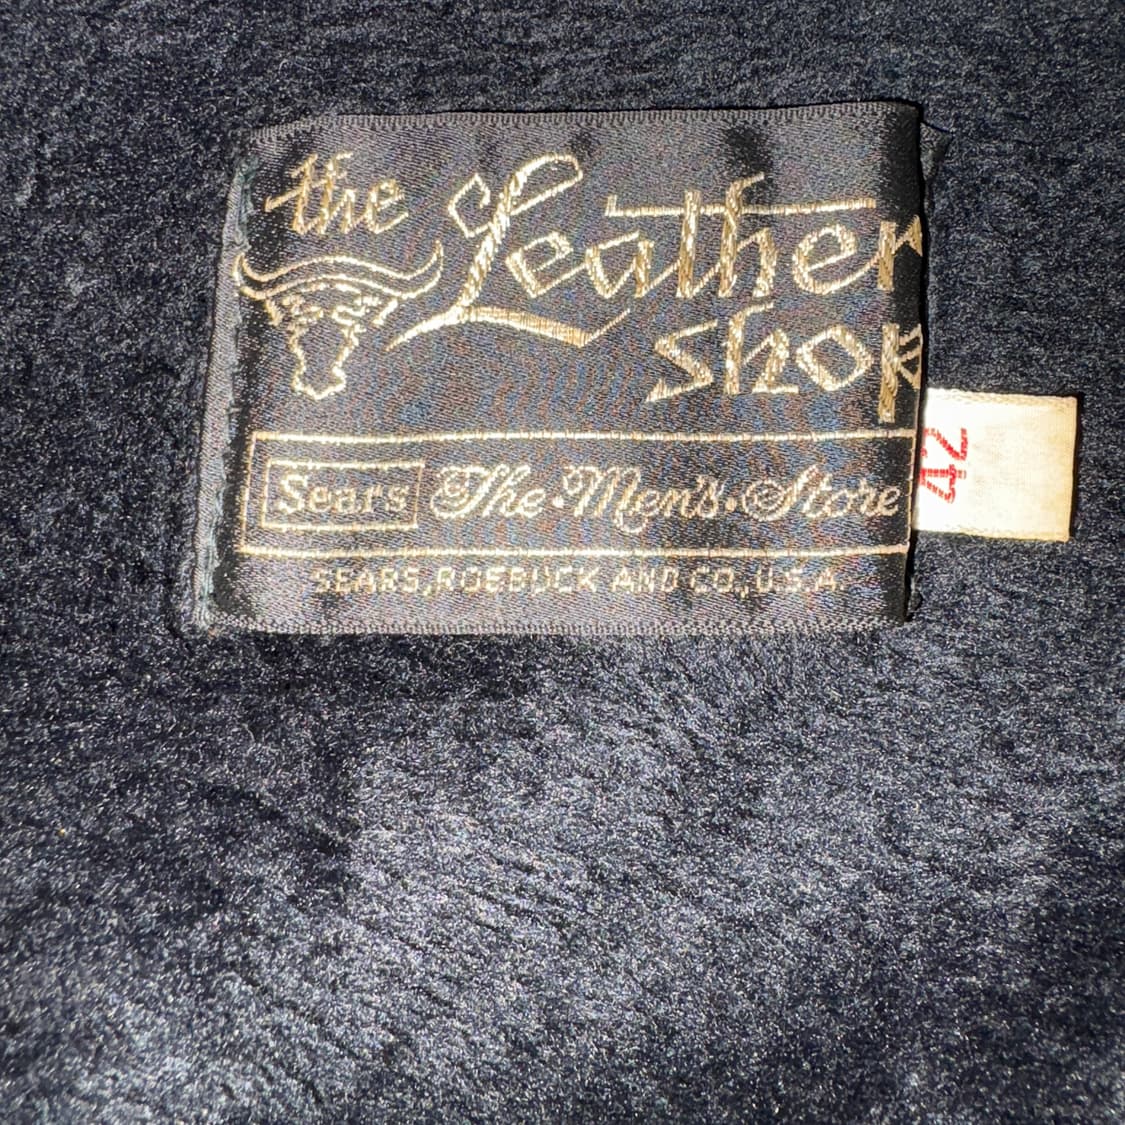 the Leather
Shop
Sears The·Men's·Store
SEARS, ROEBUCK AND CO., U.S.A.
42